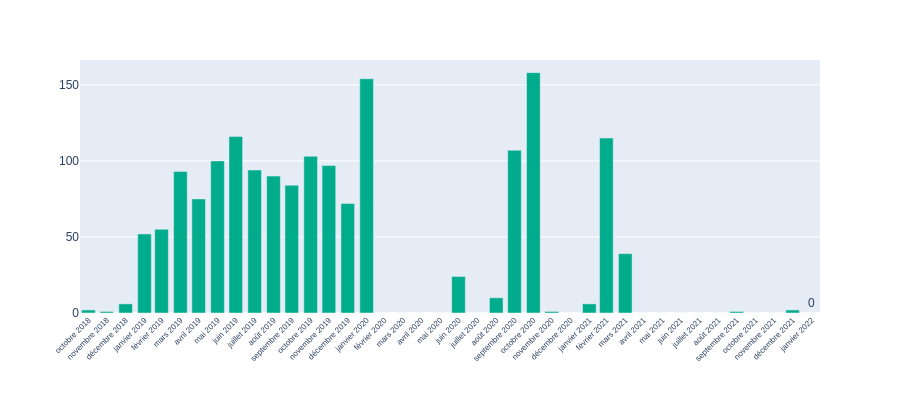 150
100
50
0
0
octobre 2018
novembre 2018
décembre 2018
janvier 2019
février 2019
mars 2019
avril 2019
mai 2019
juin 2019
juillet 2019
août 2019
septembre 2019
octobre 2019
novembre 2019
décembre 2019
janvier 2020
février 2020
mars 2020
avril 2020
mai 2020
juin 2020
juillet 2020
août 2020
septembre 2020
octobre 2020
novembre 2020
décembre 2020
janvier 2021
février 2021
mars 2021
avril 2021
mai 2021
juin 2021
juillet 2021
août 2021
septembre 2021
octobre 2021
novembre 2021
décembre 2021
janvier 2022